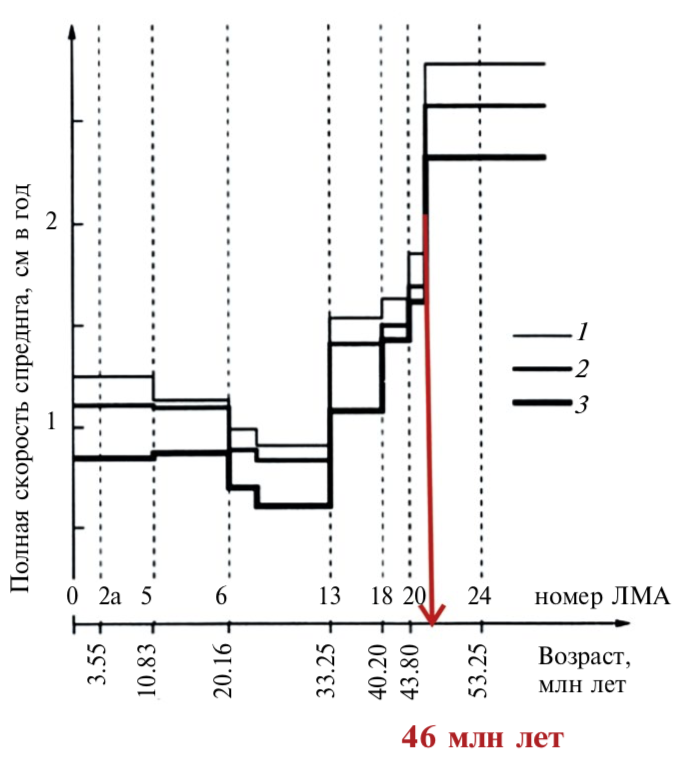 Полная скорость спреднга, см в год
2
1
1
2
3
0 2а 5 6 13 18 20 24 номер ЛМА
3.55 10.83 20.16 33.25 40.20 43.80 53.25
Возраст,
млн лет
46 млн лет